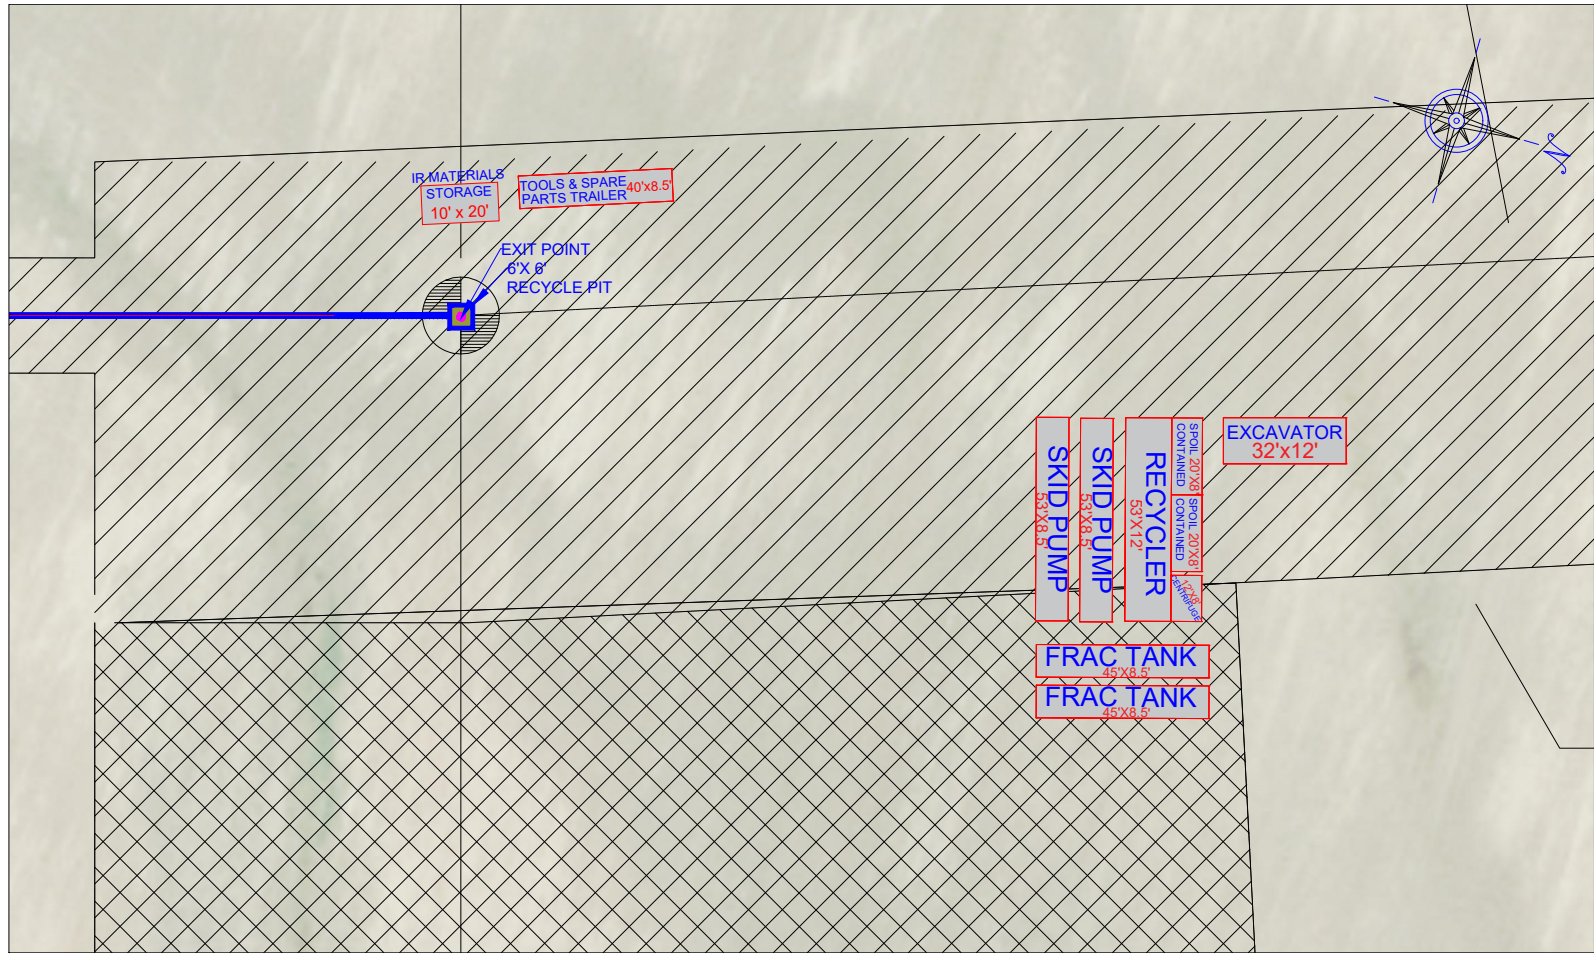 IR MATERIALS
STORAGE
10' x 20'
TOOLS & SPARE
PARTS TRAILER
40'x8.5'
EXIT POINT
6'X 6'
RECYCLE PIT
N
SKID PUMP
53'X8.5'
SKID PUMP
53'X8.5'
RECYCLER
53'X12'
SPOIL 20'X8'
CONTAINED
SPOIL 20'X8'
CONTAINED
12'X8'
CENTRIFUGE
EXCAVATOR
32'x12'
FRAC TANK
45'X8.5'
FRAC TANK
45'X8.5'